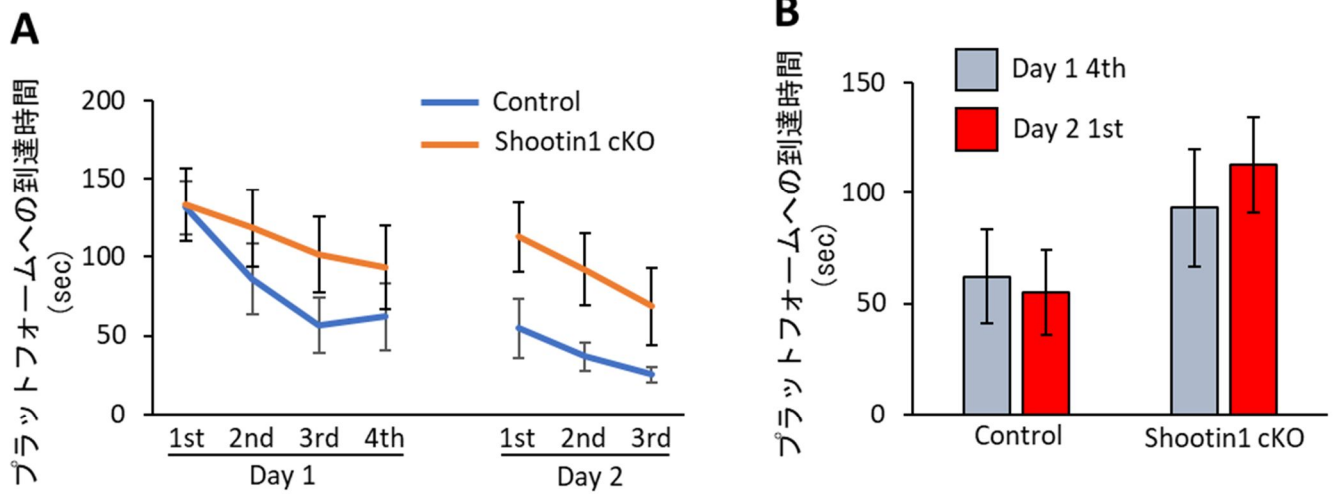 A
プラットフォームへの到達時間
(sec)
200
150
100
50
0
Control
Shootin1 cKO
1st 2nd 3rd 4th
Day 1
1st 2nd 3rd
Day 2
B
プラットフォームへの到達時間
(sec)
150
100
50
0
Day 1 4th
Day 2 1st
Control
Shootin1 cKO